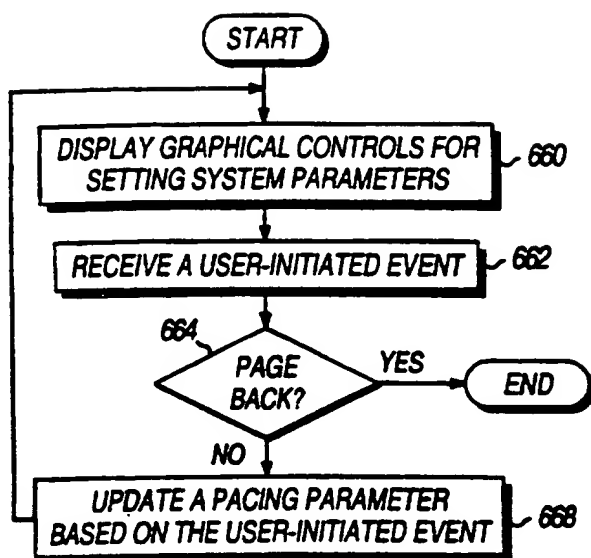 START
DISPLAY GRAPHICAL CONTROLS FOR
SETTING SYSTEM PARAMETERS
660
RECEIVE A USER-INITIATED EVENT
662
664
PAGE
BACK?
YES
END
NO
UPDATE A PACING PARAMETER
BASED ON THE USER-INITIATED EVENT
668